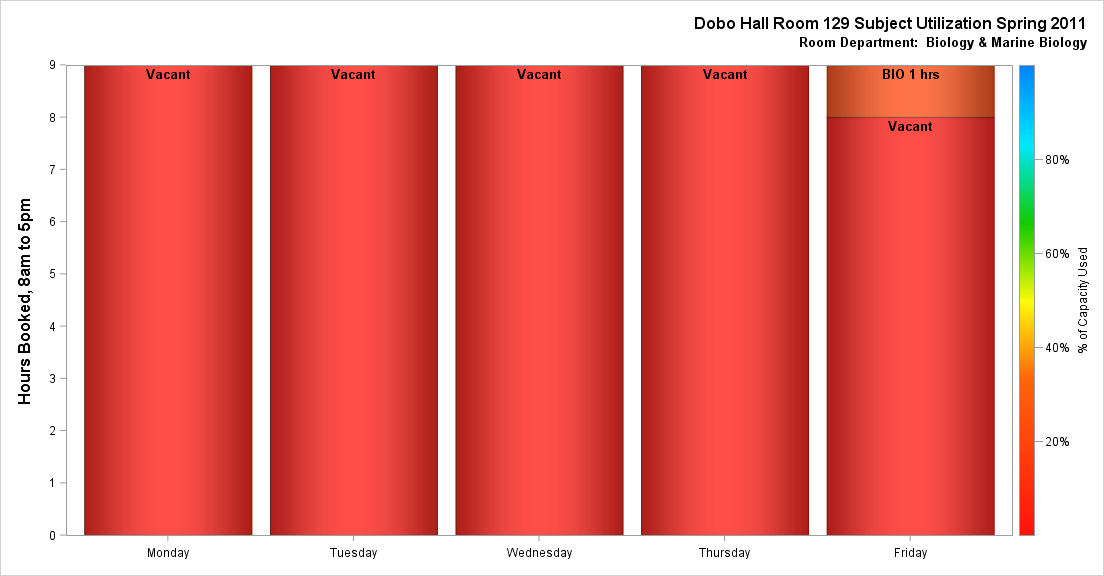 Dobo Hall Room 129 Subject Utilization Spring 2011
Room Department: Biology & Marine Biology
Hours Booked, 8am to 5pm
9
8
7
6
5
4
3
2
1
0
Vacant
Vacant
Vacant
Vacant
BIO 1 hrs
Vacant
Monday
Tuesday
Wednesday
Thursday
Friday
80%
60%
40%
20%
% of Capacity Used